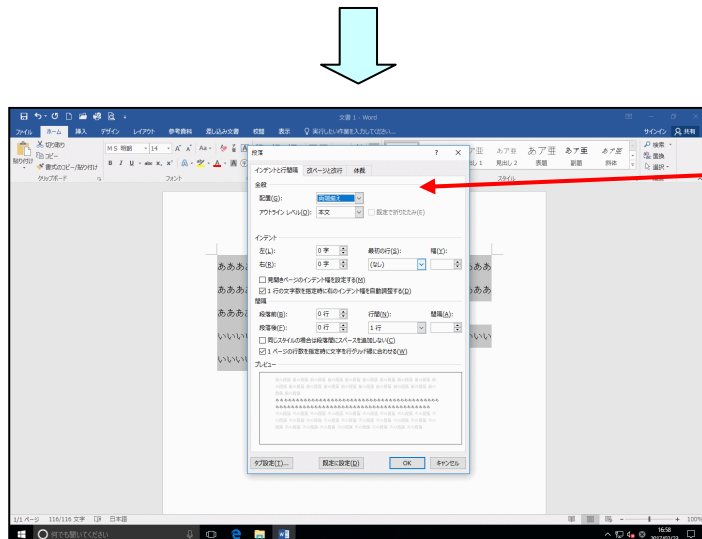 文書 1 - Word
ファイル ホーム 挿入 デザイン レイアウト 参考資料 差し込み文書 校閲 表示 実行したい作業を入力してください... サインイン 共有
切り取り
コピー
書式のコピー/貼り付け
貼り付け
MS 明朝 14
検索
置換
選択
見出し 2 表題 副題 斜体
クリップボード フォント スタイル
段落 ? ×
インデントと行間隔 改ページと改行 体裁
全般
配置(G): 両端揃え
アウトライン レベル(O): 本文 既定で折りたたみ(E)
インデント
左(L): 0 字 最初の行(S): 幅(Y):
右(R): 0 字 (なし)
見開きページのインデント幅を設定する(M)
1 行の文字数を指定時に右のインデント幅を自動調整する(D)
間隔
段落前(B): 0 行 行間(N): 間隔(A):
段落後(F): 0 行 1 行
同じスタイルの場合は段落間にスペースを追加しない(C)
1 ページの行数を指定時に文字を行グリッド線に合わせる(W)
プレビュー
タブ設定(T)... 既定に設定(D) OK キャンセル
1/1 ページ 116/116 文字 日本語 100%
何でも聞いてください 16:58